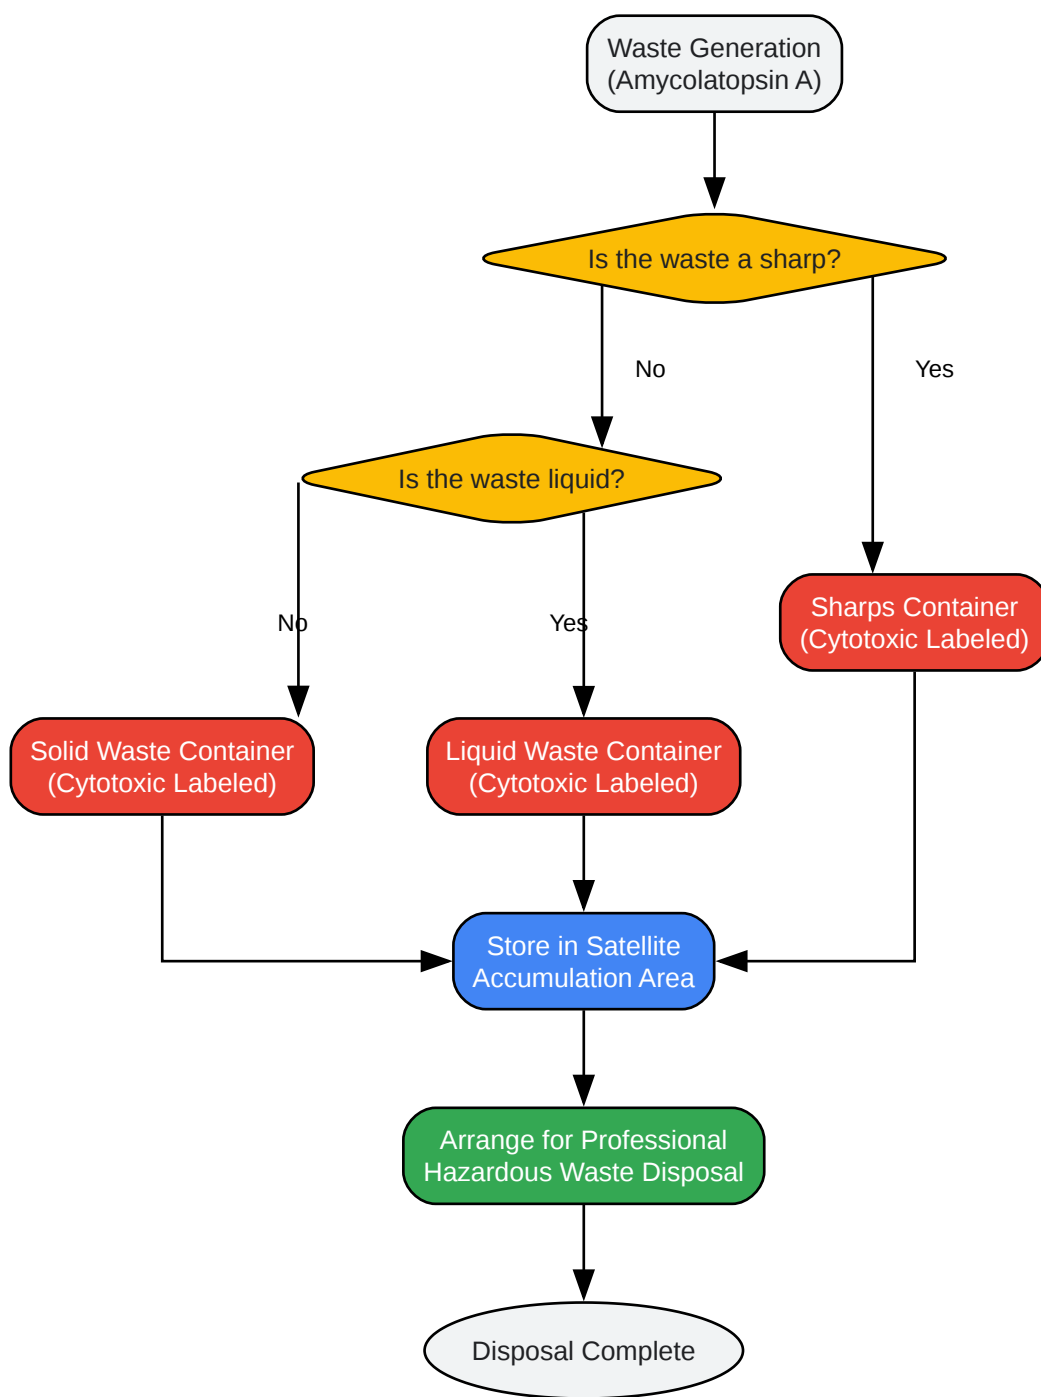 Waste Generation
(Amycolatopsin A)
Is the waste a sharp?
No
Yes
Is the waste liquid?
No
Yes
Sharps Container
(Cytotoxic Labeled)
Solid Waste Container
(Cytotoxic Labeled)
Liquid Waste Container
(Cytotoxic Labeled)
Store in Satellite
Accumulation Area
Arrange for Professional
Hazardous Waste Disposal
Disposal Complete